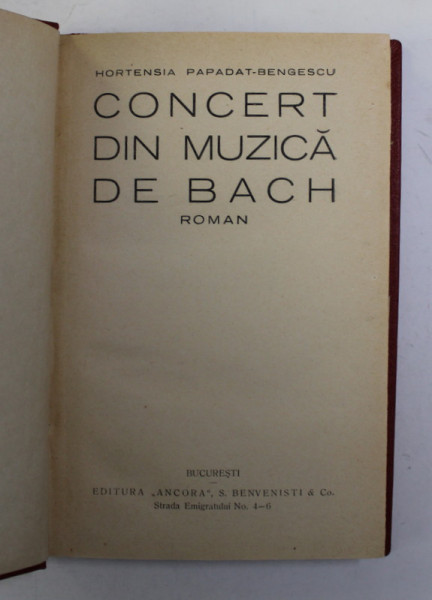 HORTENSIA PAPADAT-BENGESCU
CONCERT
DIN MUZICĂ
DE BACH
ROMAN
BUCUREȘTI
—
EDITURA „ANCORA“, S. BENVENISTI & Co.
Strada Emigratului No. 4—6